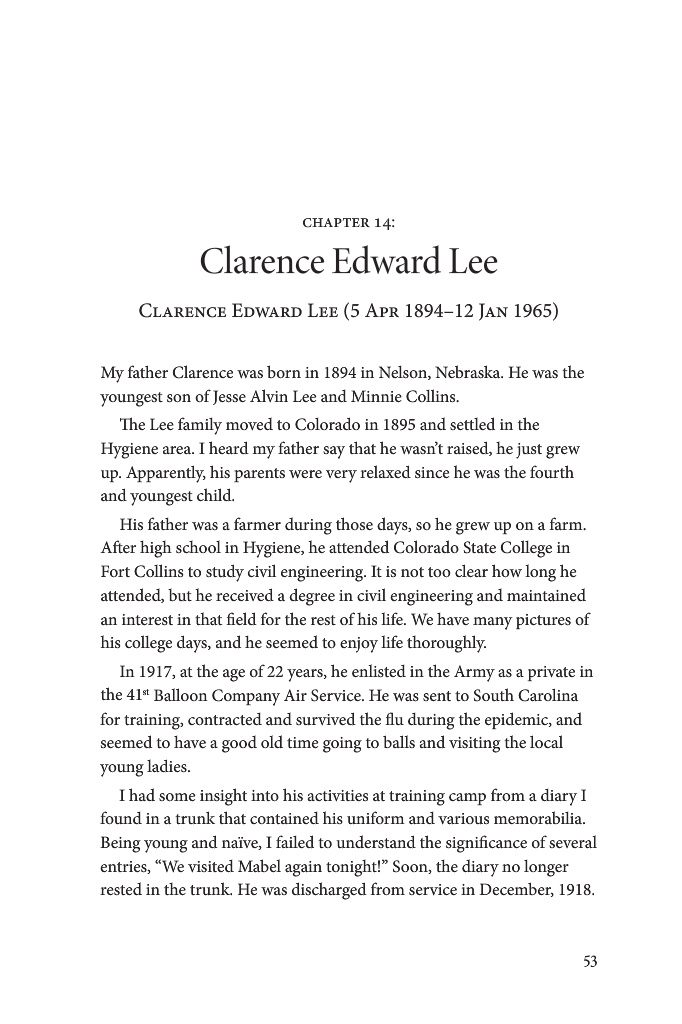 CHAPTER 14:
Clarence Edward Lee
Clarence Edward Lee (5 Apr 1894–12 Jan 1965)
My father Clarence was born in 1894 in Nelson, Nebraska. He was the
youngest son of Jesse Alvin Lee and Minnie Collins.
The Lee family moved to Colorado in 1895 and settled in the
Hygiene area. I heard my father say that he wasn’t raised, he just grew
up. Apparently, his parents were very relaxed since he was the fourth
and youngest child.
His father was a farmer during those days, so he grew up on a farm.
After high school in Hygiene, he attended Colorado State College in
Fort Collins to study civil engineering. It is not too clear how long he
attended, but he received a degree in civil engineering and maintained
an interest in that field for the rest of his life. We have many pictures of
his college days, and he seemed to enjoy life thoroughly.
In 1917, at the age of 22 years, he enlisted in the Army as a private in
the 41st Balloon Company Air Service. He was sent to South Carolina
for training, contracted and survived the flu during the epidemic, and
seemed to have a good old time going to balls and visiting the local
young ladies.
I had some insight into his activities at training camp from a diary I
found in a trunk that contained his uniform and various memorabilia.
Being young and naïve, I failed to understand the significance of several
entries, “We visited Mabel again tonight!” Soon, the diary no longer
rested in the trunk. He was discharged from service in December, 1918.
53